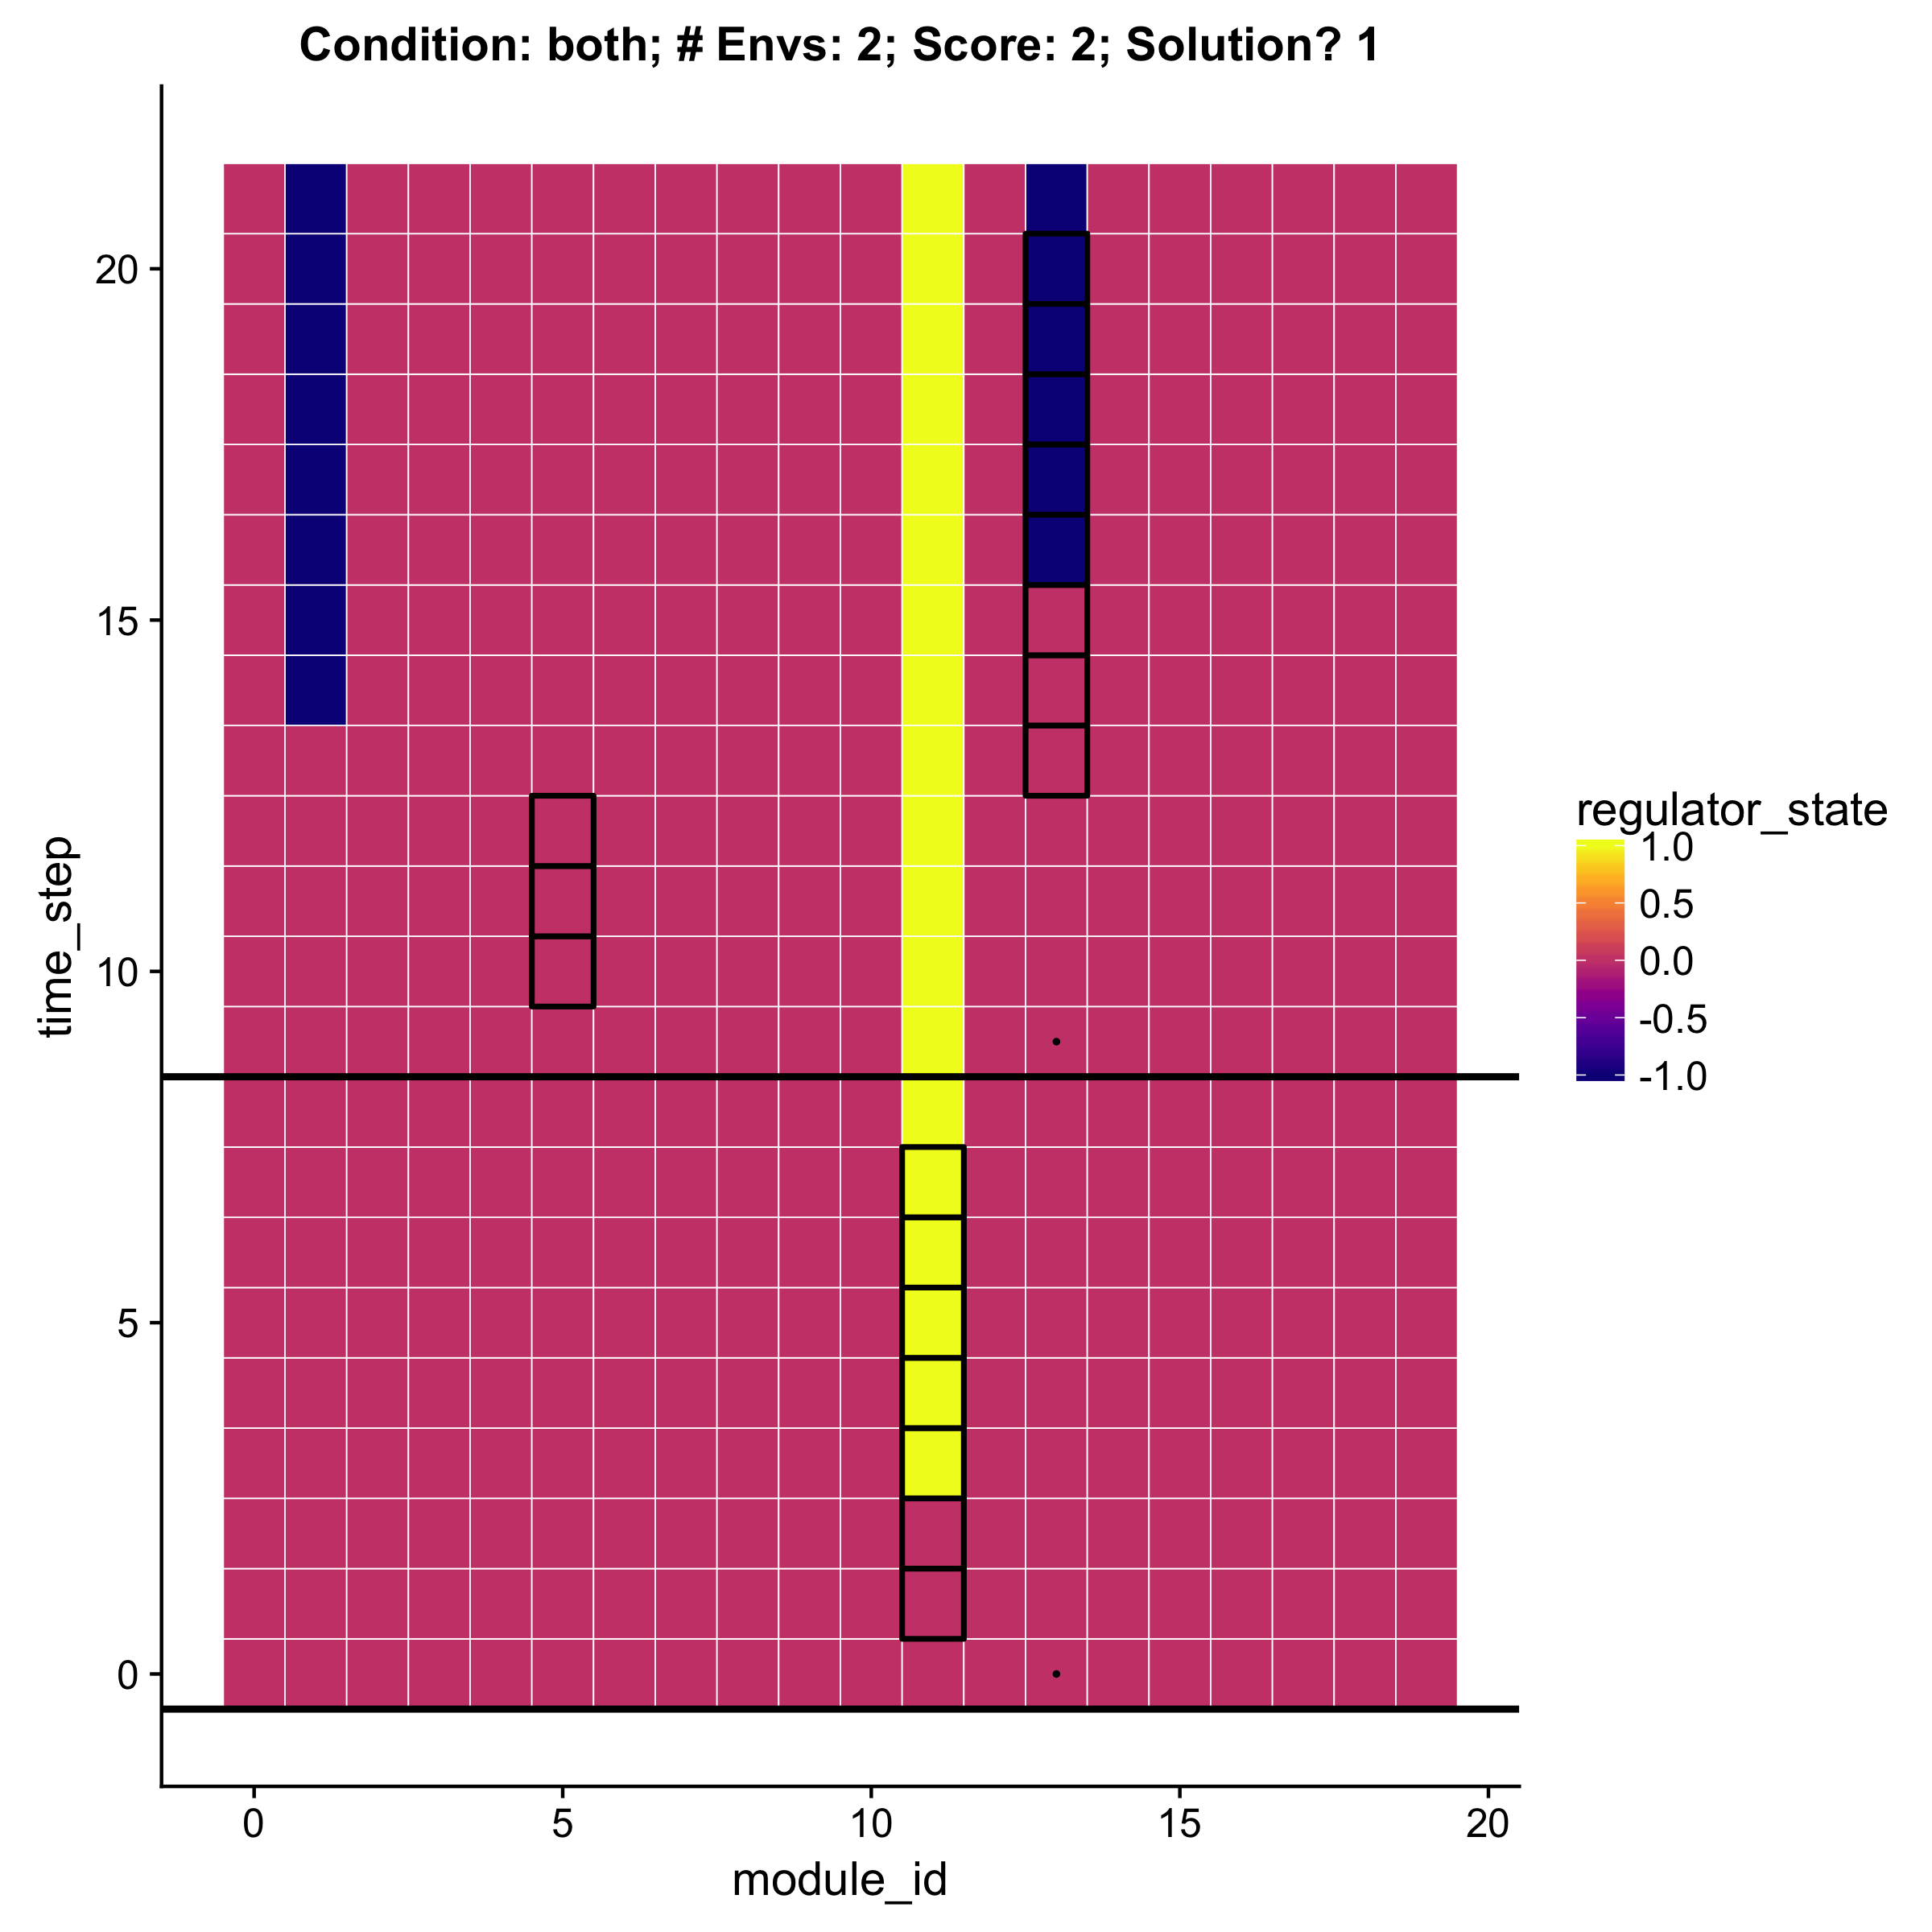 Condition: both; # Envs: 2; Score: 2; Solution? 1
time_step
20
15
10
5
0
0 5 10 15 20
module_id
regulator_state
1.0
0.5
0.0
-0.5
-1.0